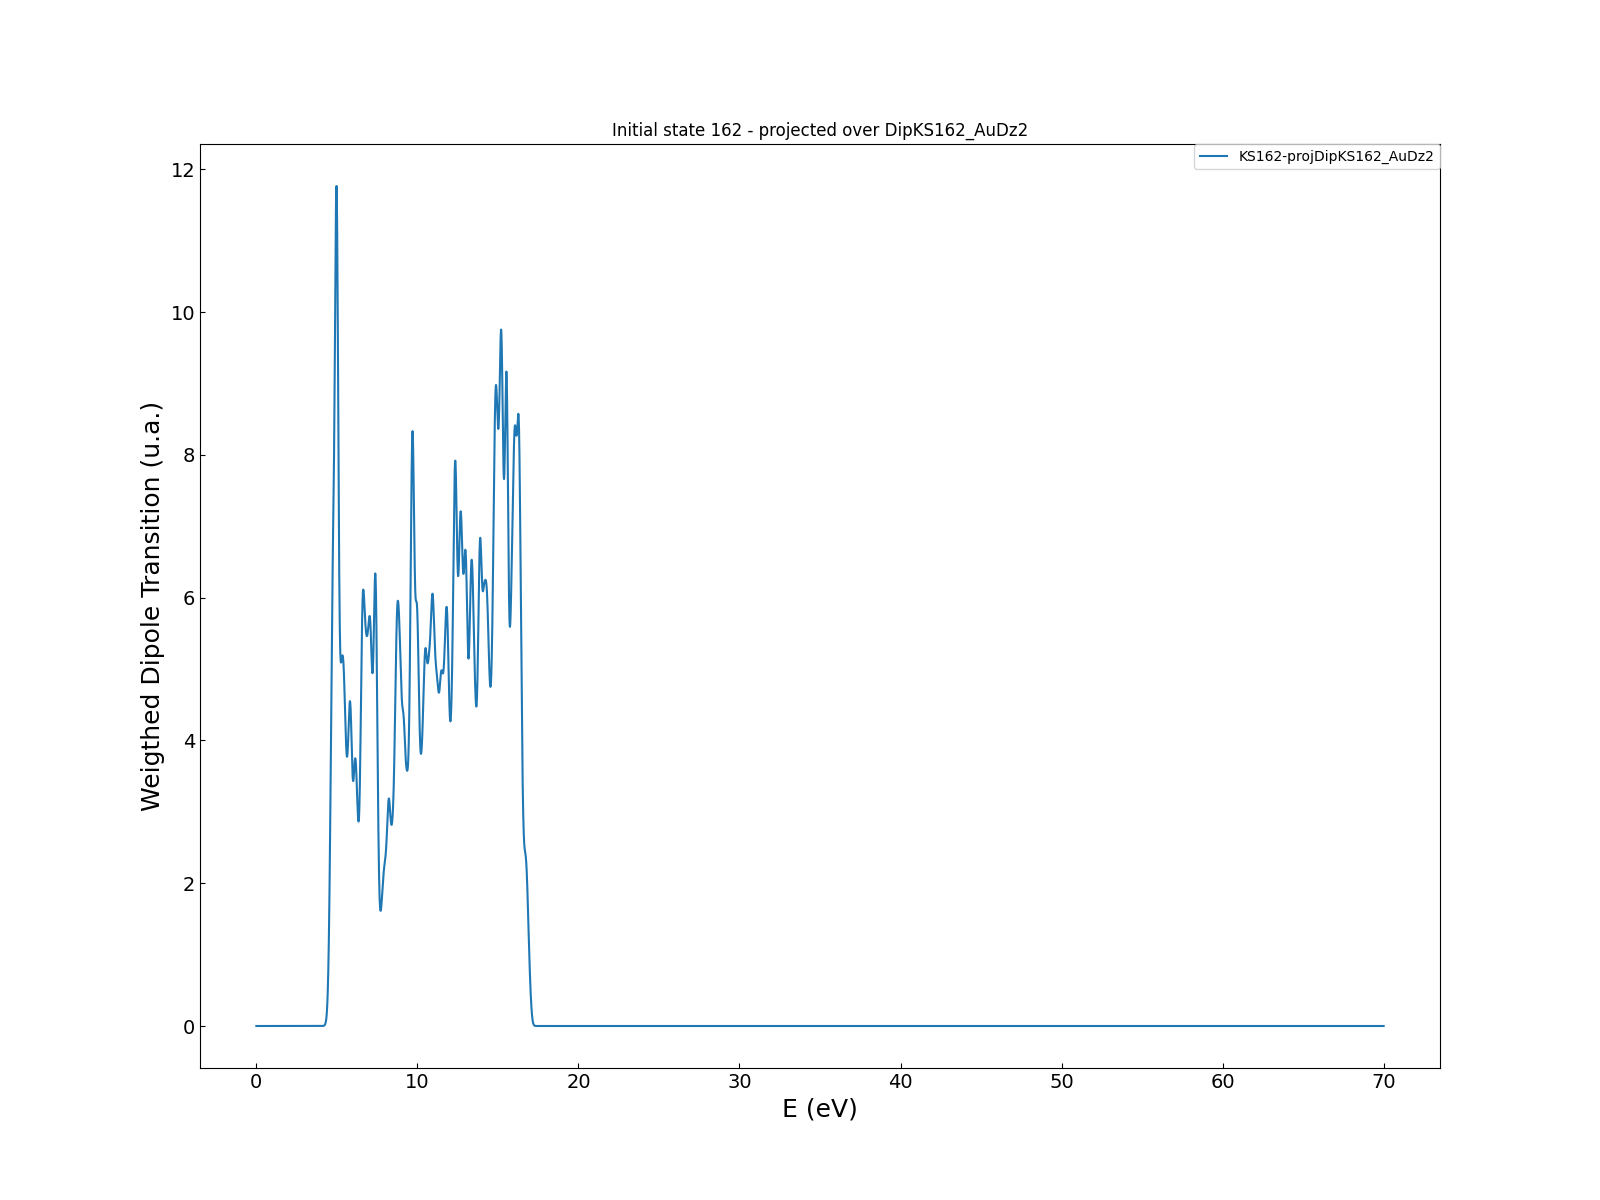 Initial state 162 - projected over DipKS162_AuDz2
KS162-projDipKS162_AuDz2
12
10
8
6
4
2
0
Weigthed Dipole Transition (u.a.)
0 10 20 30 40 50 60 70
E (eV)